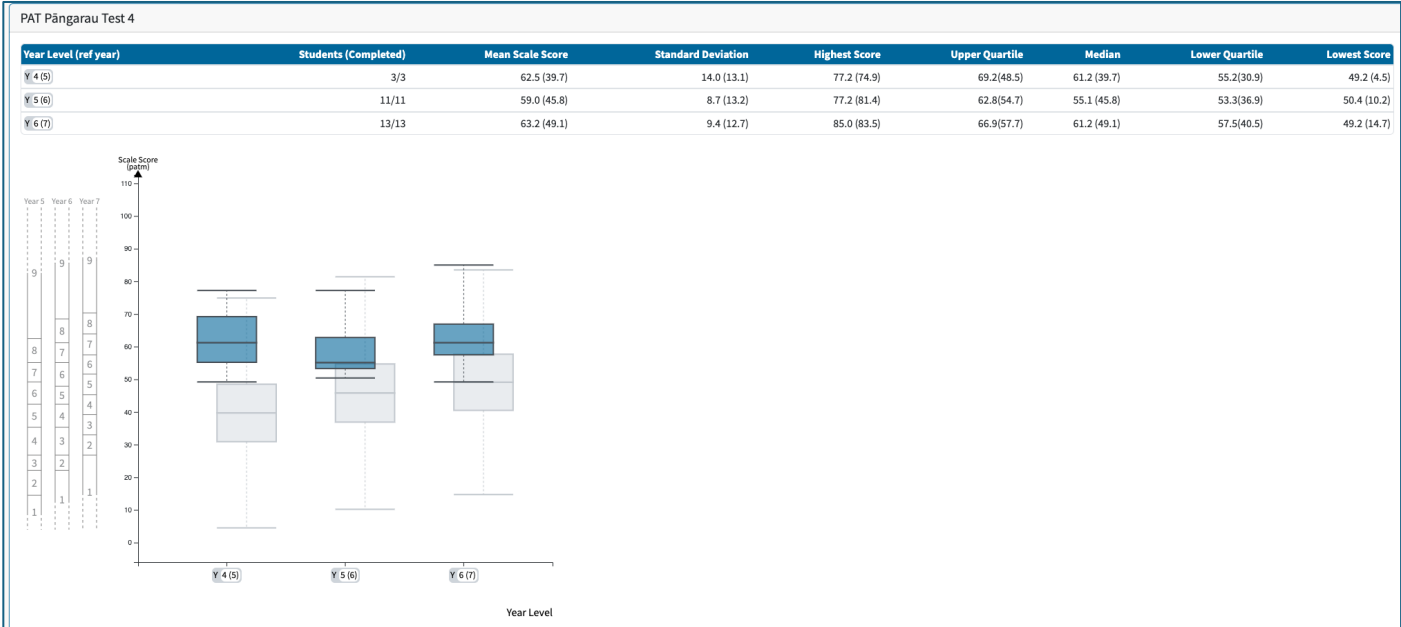 PAT Pāngarau Test 4
Year Level (ref year) Students (Completed) Mean Scale Score Standard Deviation Highest Score Upper Quartile Median Lower Quartile Lowest Score
Y 4 (5) 3/3 62.5 (39.7) 14.0 (13.1) 77.2 (74.9) 69.2(48.5) 61.2 (39.7) 55.2(30.9) 49.2 (4.5)
Y 5 (6) 11/11 59.0 (45.8) 8.7 (13.2) 77.2 (81.4) 62.8(54.7) 55.1 (45.8) 53.3(36.9) 50.4 (10.2)
Y 6 (7) 13/13 63.2 (49.1) 9.4 (12.7) 85.0 (83.5) 66.9(57.7) 61.2 (49.1) 57.5(40.5) 49.2 (14.7)
Scale Score
(patm)
110
Year 5 Year 6 Year 7
100
90
9 9 9
80
70
8 8
60
8 7 7
7 6 6
50
6 5 5
40
5 4 4
4 3 3
30
3 2 2
20
2
10
1 1 1
0
Y 4 (5) Y 5 (6) Y 6 (7)
Year Level